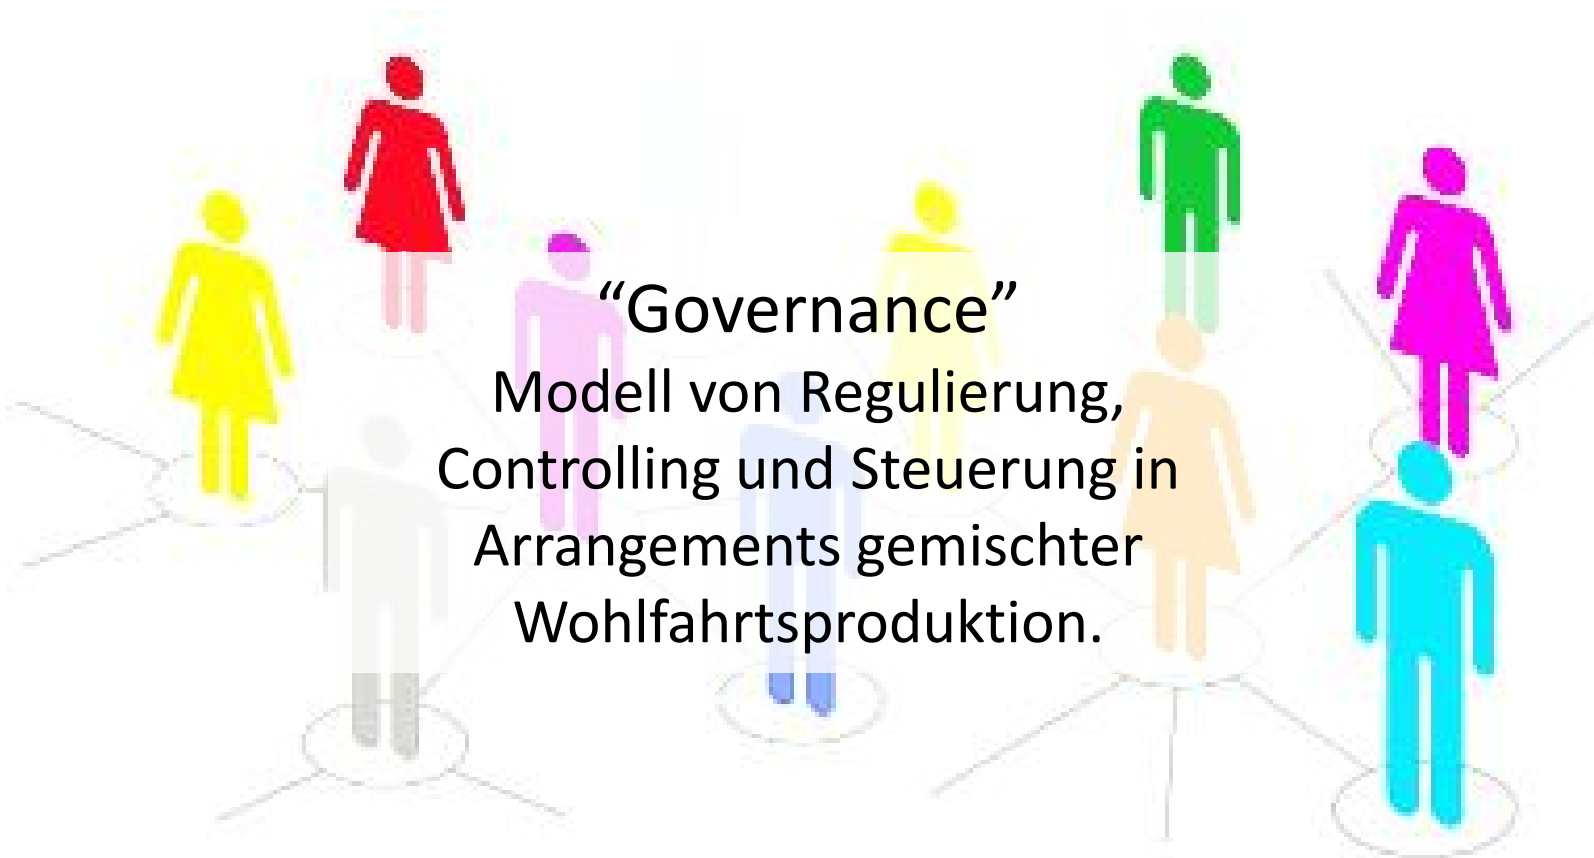 “Governance”
Modell von Regulierung,
Controlling und Steuerung in
Arrangements gemischter
Wohlfahrtsproduktion.